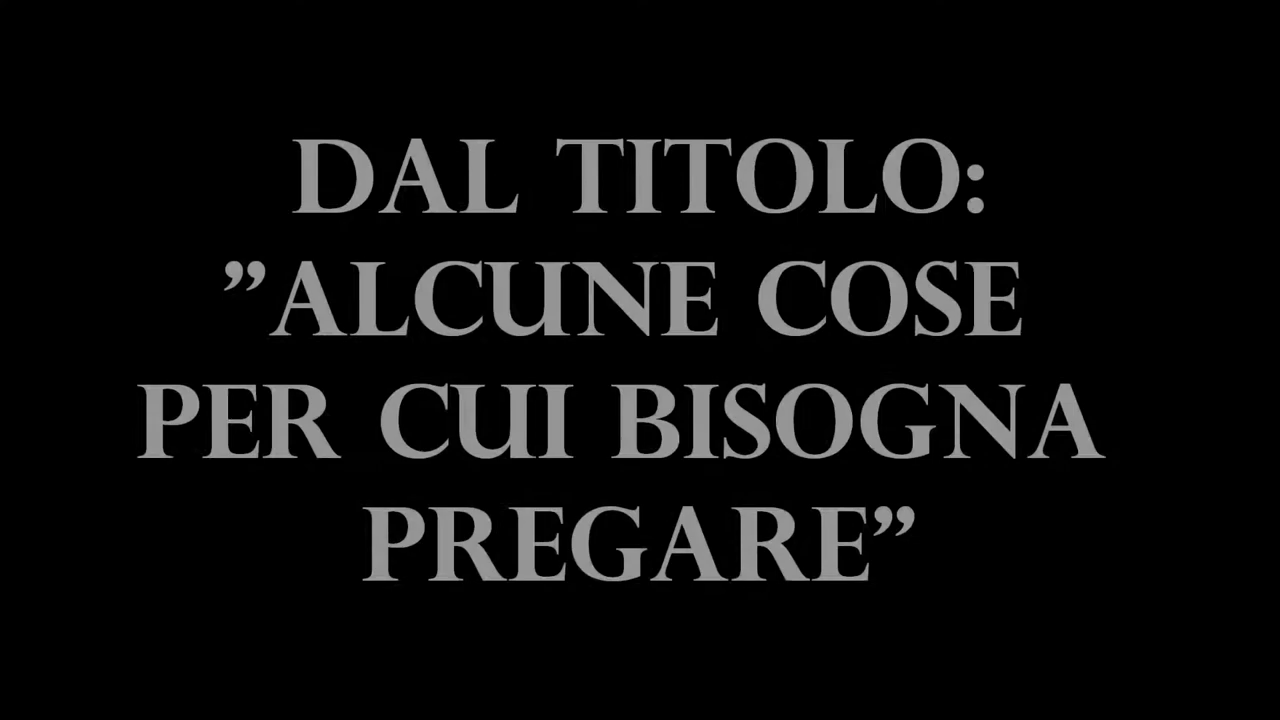 DAL TITOLO:
”ALCUNE COSE
PER CUI BISOGNA
PREGARE”